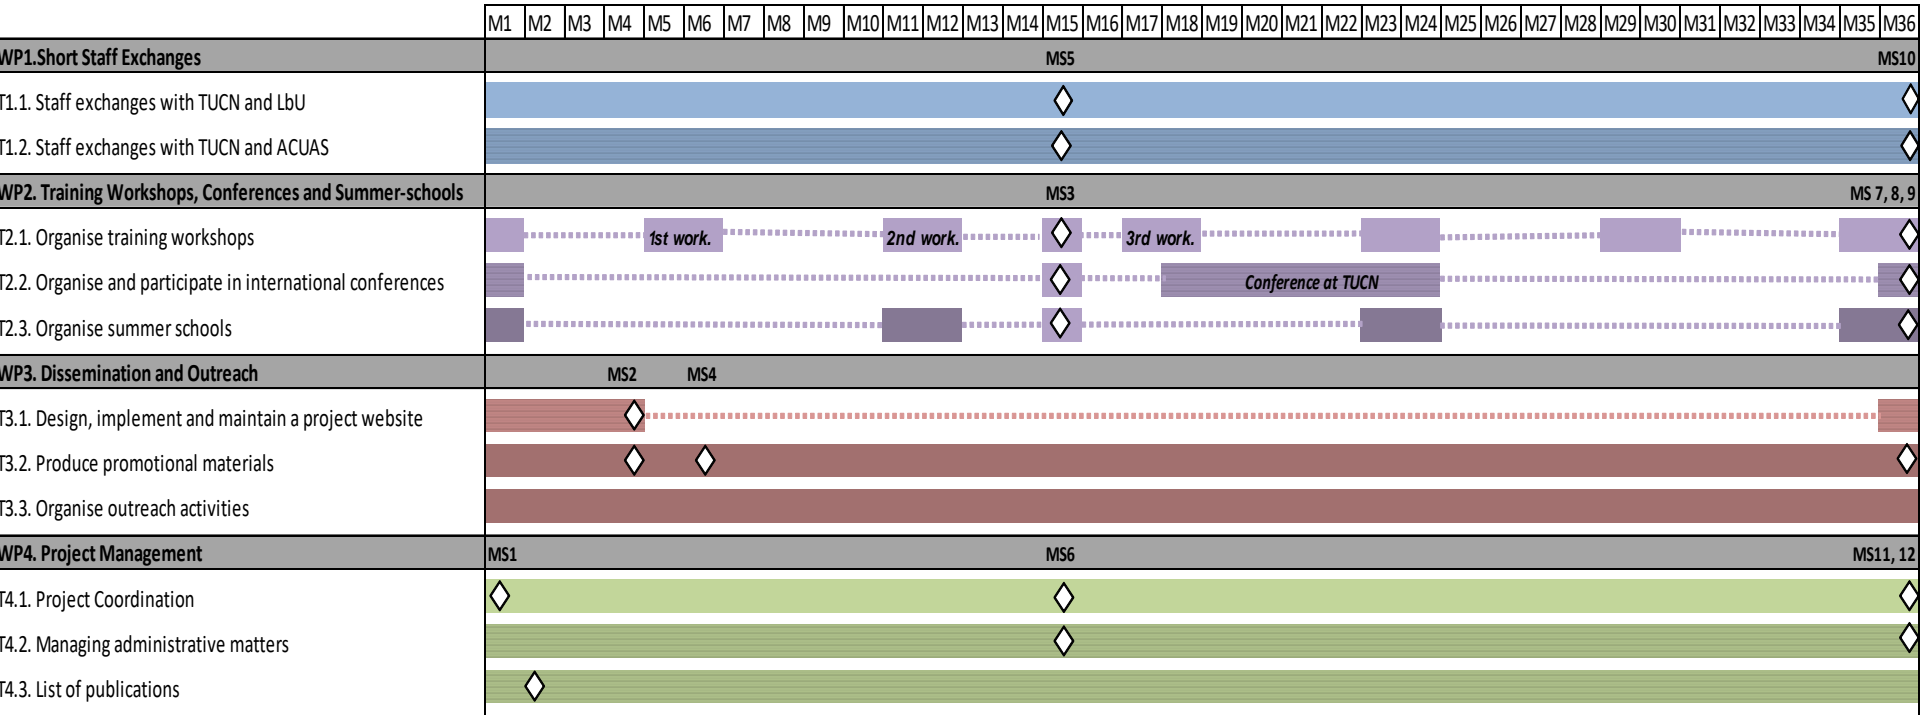 M1 M2 M3 M4 M5 M6 M7 M8 M9 M10 M11 M12 M13 M14 M15 M16 M17 M18 M19 M20 M21 M22 M23 M24 M25 M26 M27 M28 M29 M30 M31 M32 M33 M34 M35 M36
WP1.Short Staff Exchanges MS5 MS10
T1.1. Staff exchanges with TUCN and LbU
T1.2. Staff exchanges with TUCN and ACUAS
WP2. Training Workshops, Conferences and Summer-schools MS3 MS 7, 8, 9
T2.1. Organise training workshops 1st work. 2nd work. 3rd work.
T2.2. Organise and participate in international conferences Conference at TUCN
T2.3. Organise summer schools
WP3. Dissemination and Outreach MS2 MS4
T3.1. Design, implement and maintain a project website
T3.2. Produce promotional materials
T3.3. Organise outreach activities
WP4. Project Management MS1 MS6 MS11, 12
T4.1. Project Coordination
T4.2. Managing administrative matters
T4.3. List of publications